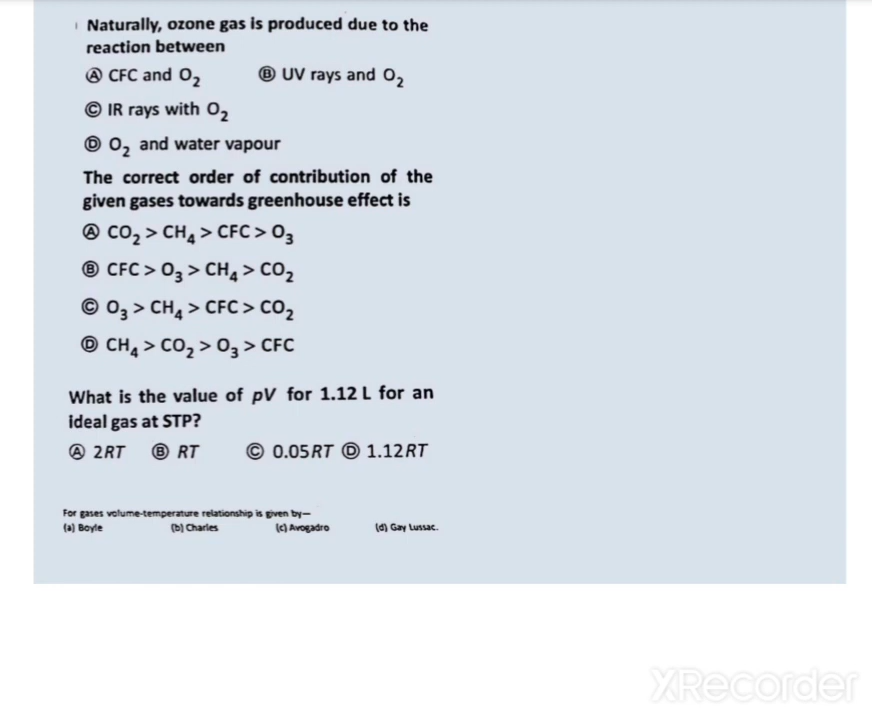 Naturally, ozone gas is produced due to the
reaction between
Ⓐ CFC and O₂ Ⓑ UV rays and O₂
Ⓒ IR rays with O₂
Ⓓ O₂ and water vapour
The correct order of contribution of the
given gases towards greenhouse effect is
Ⓐ CO₂ > CH₄ > CFC > O₃
Ⓑ CFC > O₃ > CH₄ > CO₂
Ⓒ O₃ > CH₄ > CFC > CO₂
Ⓓ CH₄ > CO₂ > O₃ > CFC
What is the value of pV for 1.12 L for an
ideal gas at STP?
Ⓐ 2RT Ⓑ RT Ⓒ 0.05RT Ⓓ 1.12RT
For gases volume-temperature relationship is given by—
(a) Boyle (b) Charles (c) Avogadro (d) Gay Lussac.
XRecorder